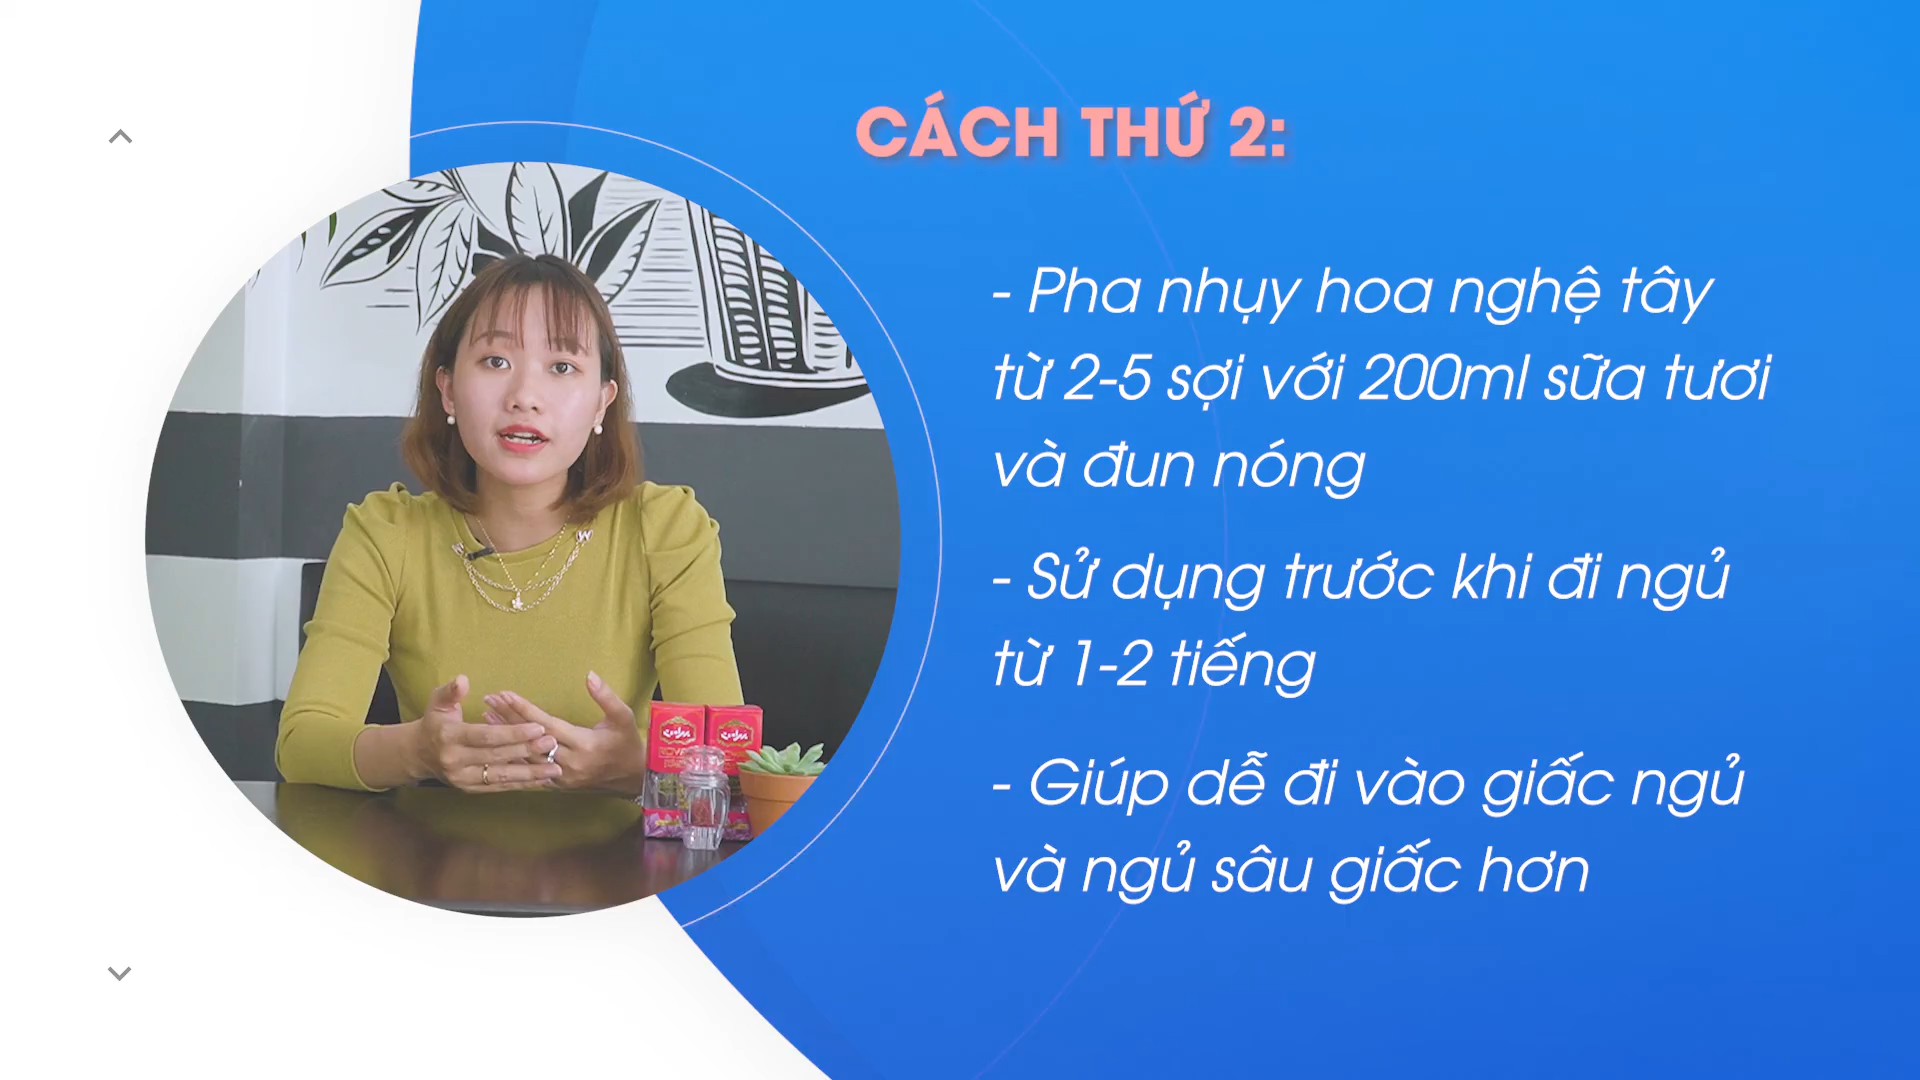 CÁCH THỨ 2:
- Pha nhụy hoa nghệ tây
từ 2-5 sợi với 200ml sữa tươi
và đun nóng
- Sử dụng trước khi đi ngủ
từ 1-2 tiếng
- Giúp dễ đi vào giấc ngủ
và ngủ sâu giấc hơn